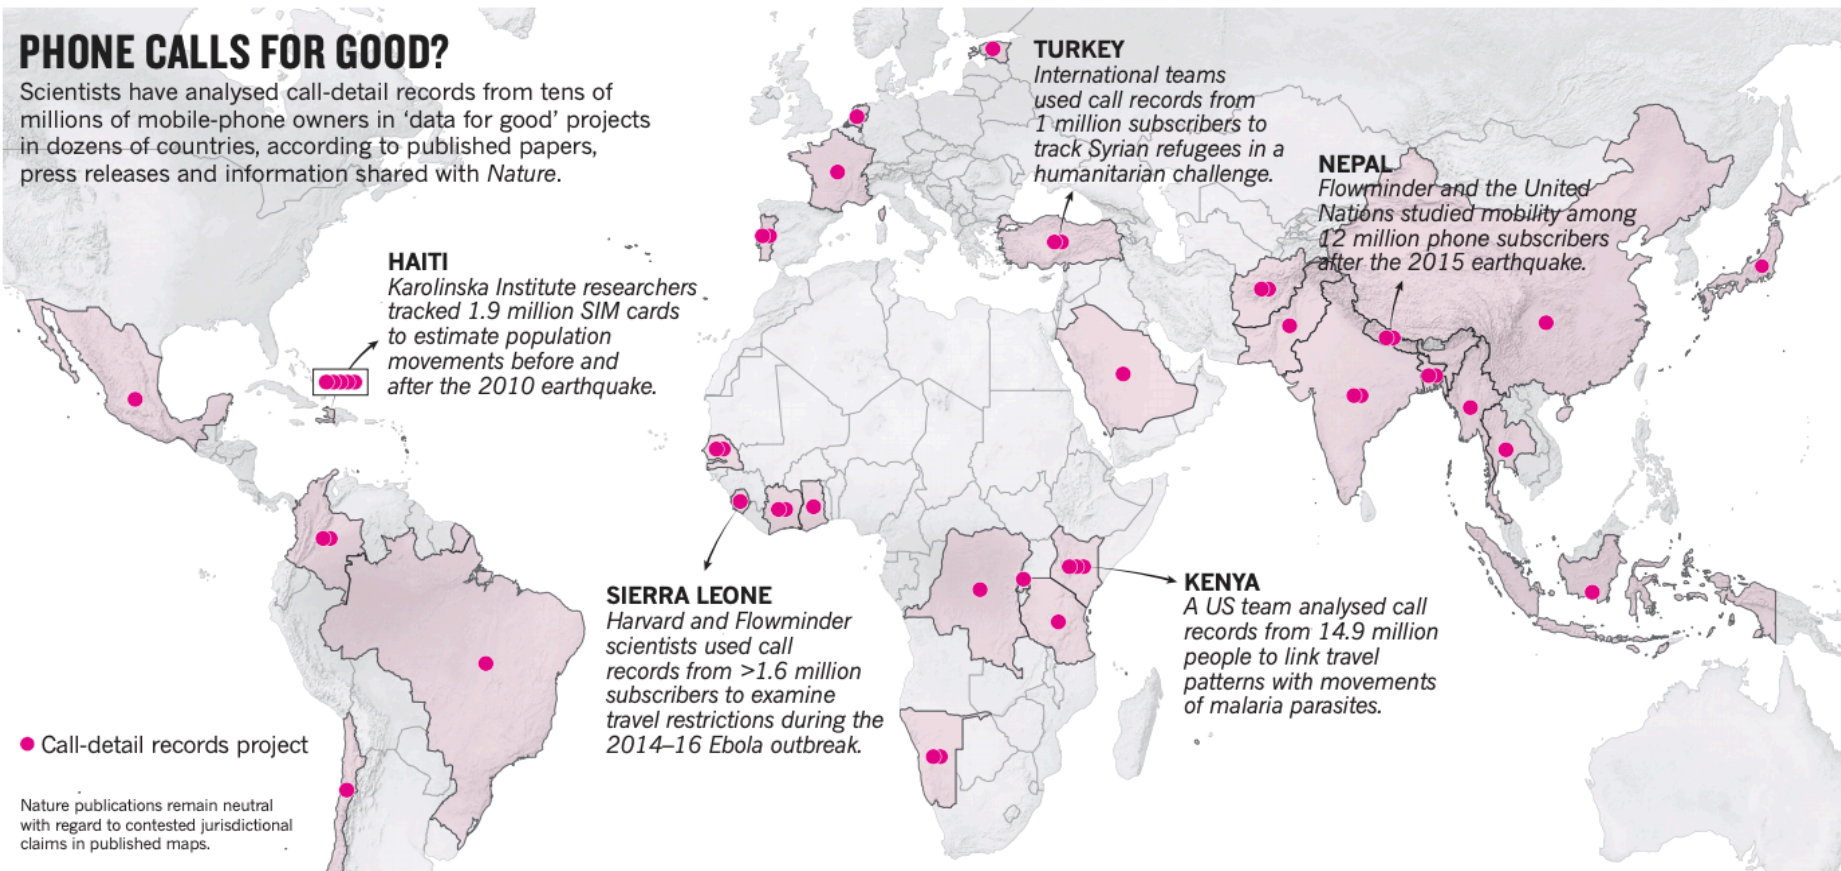 PHONE CALLS FOR GOOD?
Scientists have analysed call-detail records from tens of
millions of mobile-phone owners in ‘data for good’ projects
in dozens of countries, according to published papers,
press releases and information shared with Nature.
TURKEY
International teams
used call records from
1 million subscribers to
track Syrian refugees in a
humanitarian challenge.
NEPAL
Flowminder and the United
Nations studied mobility among
12 million phone subscribers
after the 2015 earthquake.
HAITI
Karolinska Institute researchers
tracked 1.9 million SIM cards
to estimate population
movements before and
after the 2010 earthquake.
SIERRA LEONE
Harvard and Flowminder
scientists used call
records from >1.6 million
subscribers to examine
travel restrictions during the
2014–16 Ebola outbreak.
KENYA
A US team analysed call
records from 14.9 million
people to link travel
patterns with movements
of malaria parasites.
Call-detail records project
Nature publications remain neutral
with regard to contested jurisdictional
claims in published maps.